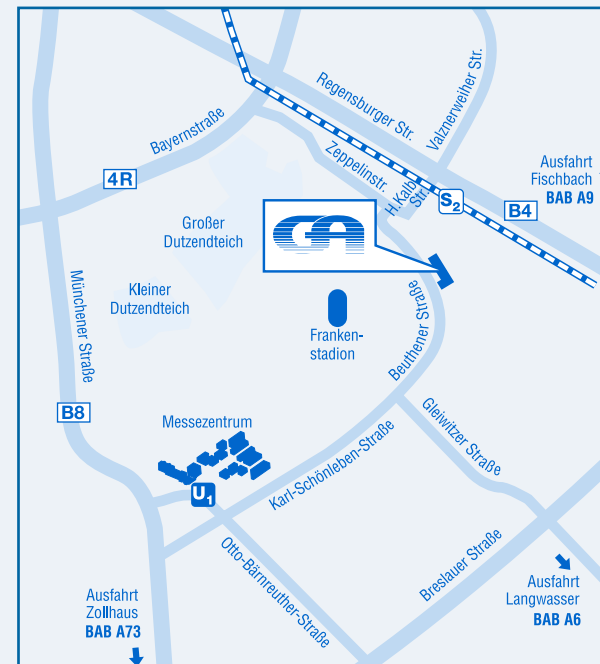 Regensburger Str.
Valznerweiher Str.
Bayernstraße
Zeppelinstr.
H.Kalb
Str.
Ausfahrt
Fischbach
BAB A9
4R
S2
B4
Großer
Dutzendteich
GA
Kleiner
Dutzendteich
Münchener Straße
Franken-
stadion
Beuthener Straße
B8
Messezentrum
Gleiwitzer Straße
Karl-Schönleben-Straße
U1
Otto-Bärnreuther-Straße
Breslauer Straße
Ausfahrt
Langwasser
BAB A6
Ausfahrt
Zollhaus
BAB A73